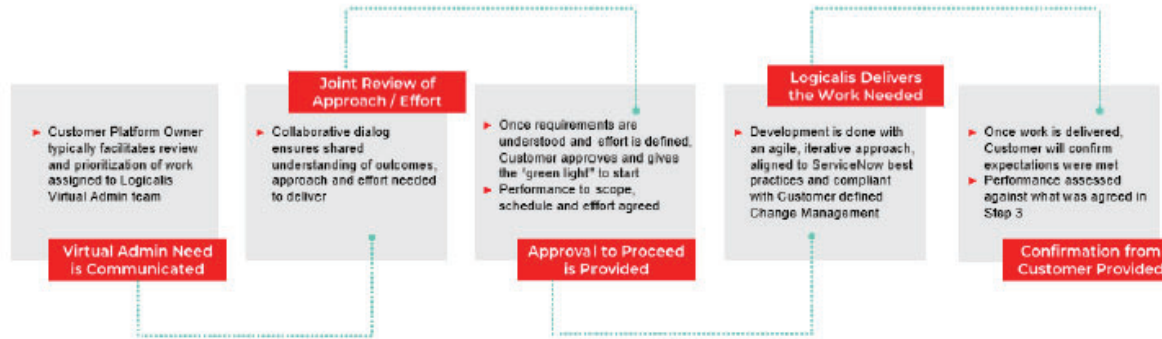 ► Customer Platform Owner
typically facilitates review
and prioritization of work
assigned to Logicalis
Virtual Admin team
Virtual Admin Need
is Communicated
Joint Review of
Approach / Effort
► Collaborative dialog
ensures shared
understanding of outcomes,
approach and effort needed
to deliver
► Once requirements are
understood and effort is defined,
Customer approves and gives
the "green light" to start
► Performance to scope,
schedule and effort agreed
Approval to Proceed
is Provided
Logicalis Delivers
the Work Needed
► Development is done with
an agile, iterative approach,
aligned to ServiceNow best
practices and compliant
with Customer defined
Change Management
► Once work is delivered,
Customer will confirm
expectations were met
► Performance assessed
against what was agreed in
Step 3
Confirmation from
Customer Provided